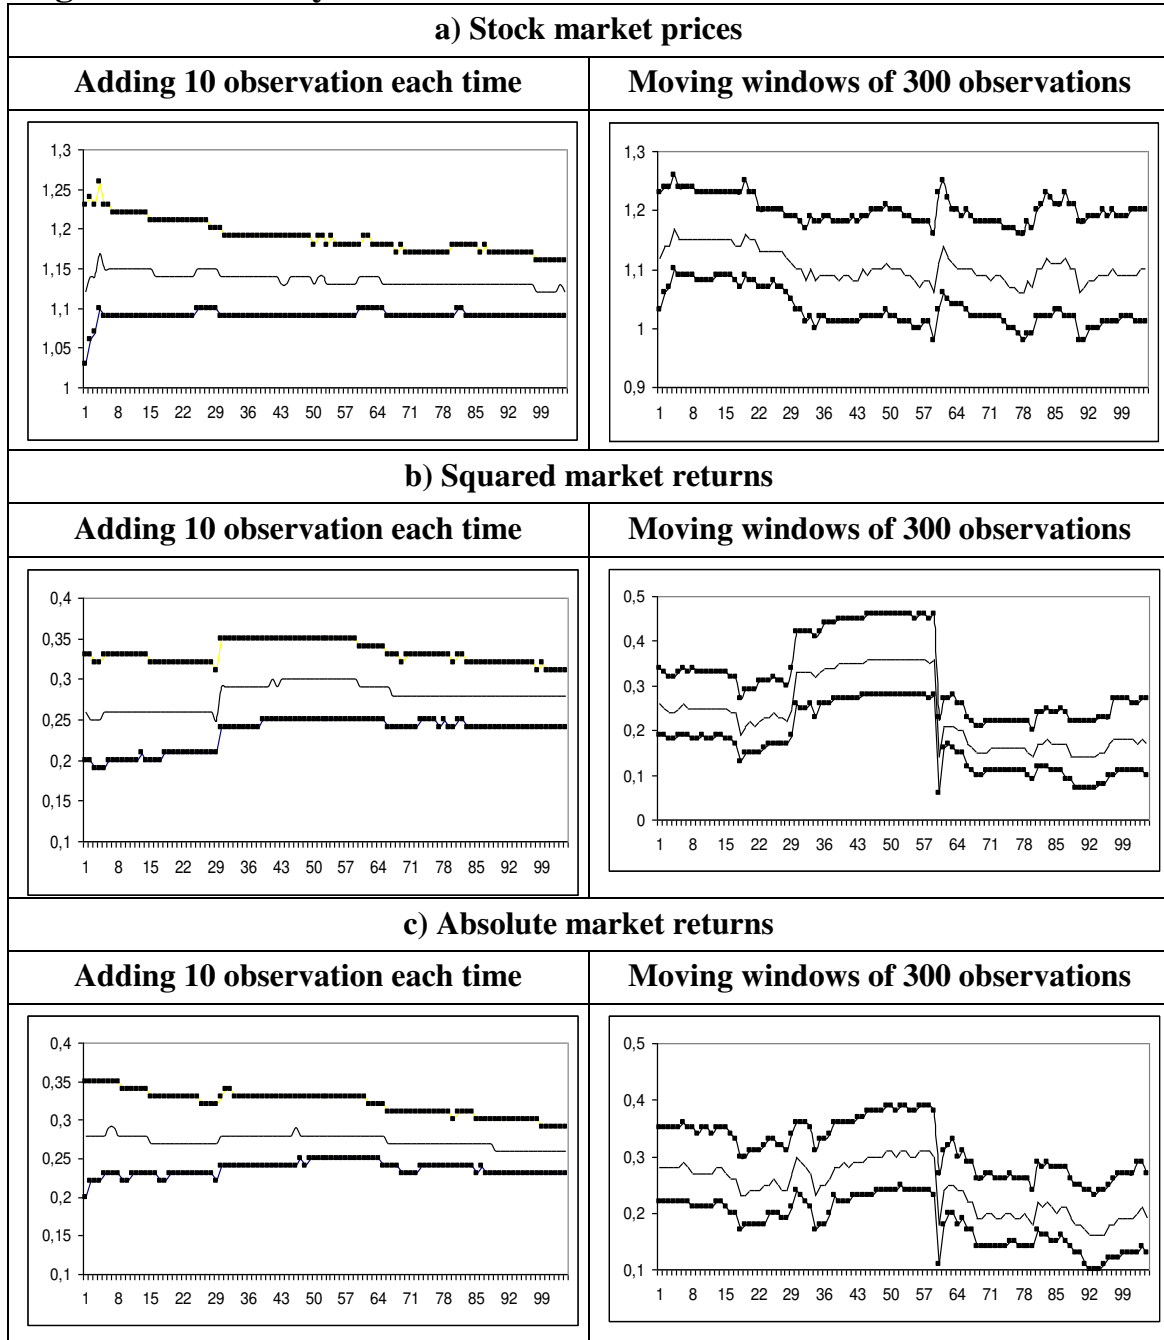 a) Stock market prices
Adding 10 observation each time
Moving windows of 300 observations
1,3
1,25
1,2
1,15
1,1
1,05
1
1 8 15 22 29 36 43 50 57 64 71 78 85 92 99
1,3
1,2
1,1
1
0,9
1 8 15 22 29 36 43 50 57 64 71 78 85 92 99
b) Squared market returns
Adding 10 observation each time
Moving windows of 300 observations
0,4
0,35
0,3
0,25
0,2
0,15
0,1
1 8 15 22 29 36 43 50 57 64 71 78 85 92 99
0,5
0,4
0,3
0,2
0,1
0
1 8 15 22 29 36 43 50 57 64 71 78 85 92 99
c) Absolute market returns
Adding 10 observation each time
Moving windows of 300 observations
0,4
0,35
0,3
0,25
0,2
0,15
0,1
1 8 15 22 29 36 43 50 57 64 71 78 85 92 99
0,5
0,4
0,3
0,2
0,1
1 8 15 22 29 36 43 50 57 64 71 78 85 92 99